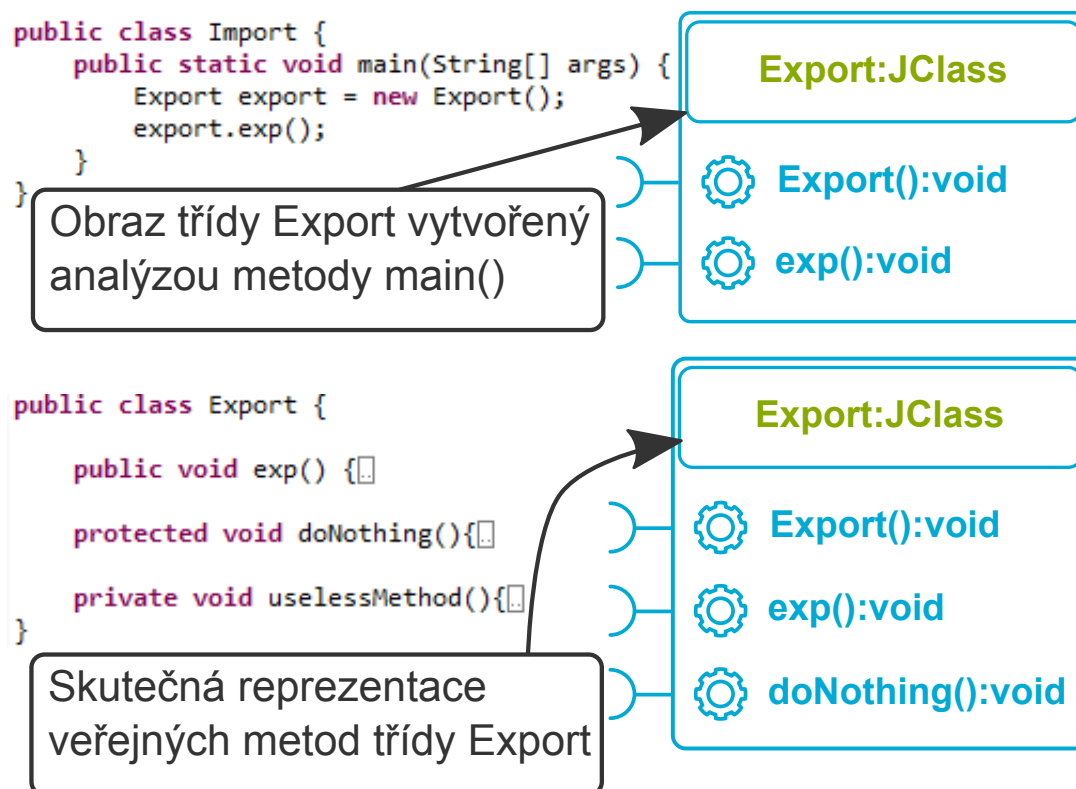 public class Import {
public static void main(String[] args) {
Export export = new Export();
export.exp();
}
}
Obraz třídy Export vytvořený
analýzou metody main()
Export:JClass
Export():void
exp():void
public class Export {
public void exp() {..
protected void doNothing(){..
private void uselessMethod(){..
}
Skutečná reprezentace
veřejných metod třídy Export
Export:JClass
Export():void
exp():void
doNothing():void